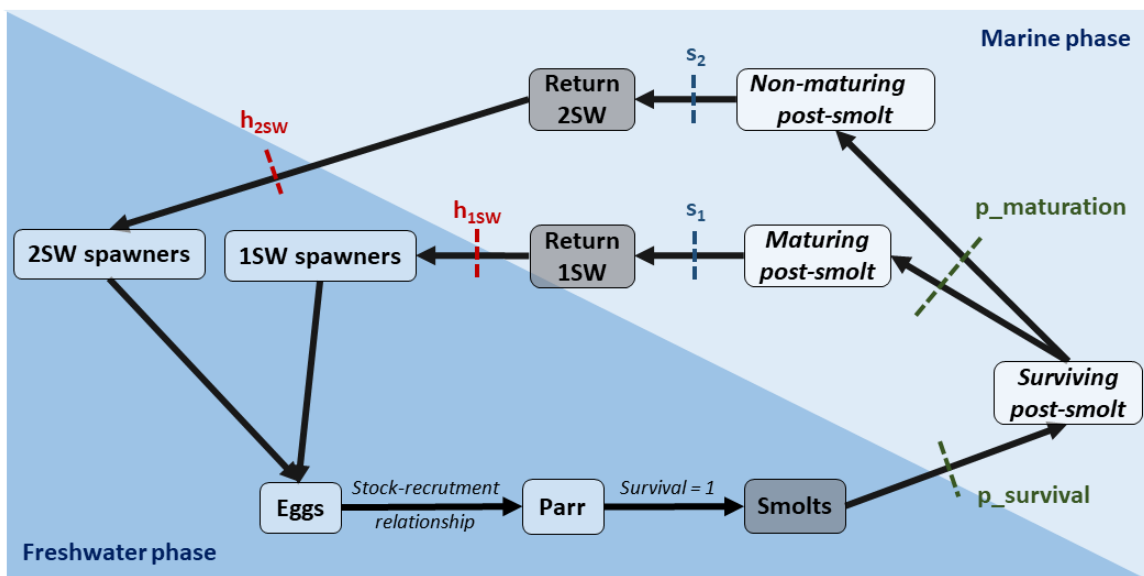 Marine phase
s2
Return
2SW
Non-maturing
post-smolt
h2SW
p_maturation
s1
h1SW
2SW spawners
1SW spawners
Return
1SW
Maturing
post-smolt
Surviving
post-smolt
Stock-recrutment
relationship
Survival = 1
Eggs
Parr
Smolts
p_survival
Freshwater phase